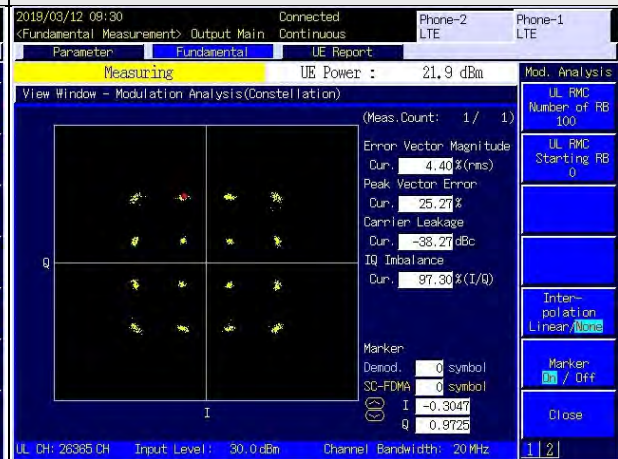 2019/03/12 09:30 Connected Phone-2 Phone-1
<Fundamental Measurement> Output Main Continuous LTE LTE
Parameter Fundamental UE Report
Measuring UE Power : 21.9 dBm Mod. Analysis
View Window - Modulation Analysis(Constellation)
UL RMC
Number of RB
100
(Meas.Count: 1/ 1)
Error Vector Magnitude
Cur. 4.40 %(rms)
Peak Vector Error
Cur. 25.27 %
Carrier Leakage
Cur. -38.27 dBc
IQ Imbalance
Cur. 97.30 %(I/Q)
UL RMC
Starting RB
0
Q
Inter-
polation
Linear/None
Marker
Demod. 0 symbol
SC-FDMA 0 symbol
I -0.3047
Q 0.9725
Marker
On / Off
I
Close
UL CH: 26365 CH Input Level: 30.0 dBm Channel Bandwidth: 20 MHz 1 2